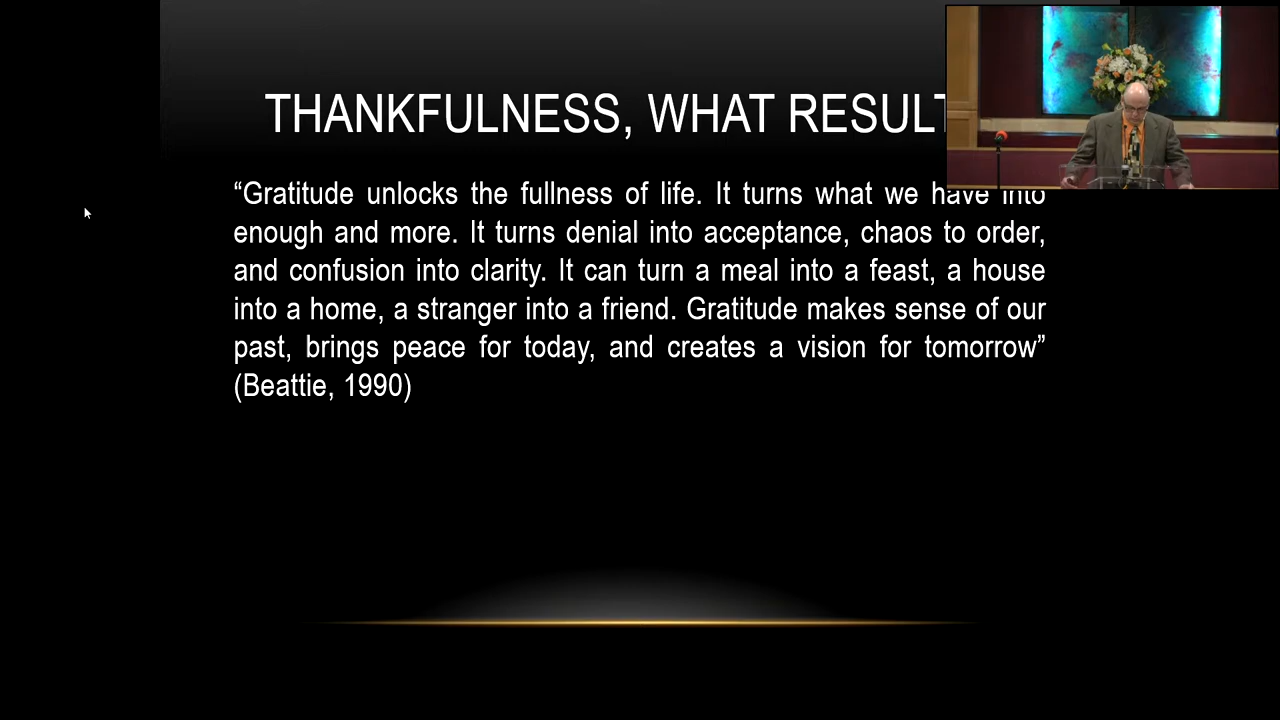 THANKFULNESS, WHAT RESULT
“Gratitude unlocks the fullness of life. It turns what we have into
enough and more. It turns denial into acceptance, chaos to order,
and confusion into clarity. It can turn a meal into a feast, a house
into a home, a stranger into a friend. Gratitude makes sense of our
past, brings peace for today, and creates a vision for tomorrow”
(Beattie, 1990)